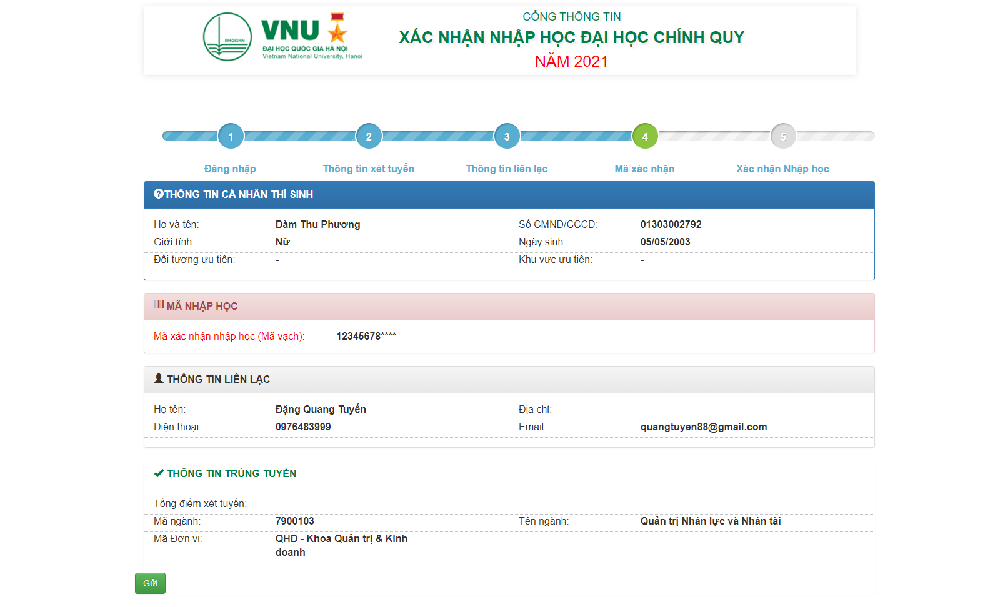 ĐHQGHN
VNU
ĐẠI HỌC QUỐC GIA HÀ NỘI
Vietnam National University, Hanoi
CỔNG THÔNG TIN
XÁC NHẬN NHẬP HỌC ĐẠI HỌC CHÍNH QUY
NĂM 2021
1 2 3 4 5
Đăng nhập Thông tin xét tuyển Thông tin liên lạc Mã xác nhận Xác nhận Nhập học
THÔNG TIN CÁ NHÂN THÍ SINH
Họ và tên: Đàm Thu Phương Số CMND/CCCD: 01303002792
Giới tính: Nữ Ngày sinh: 05/05/2003
Đối tượng ưu tiên: - Khu vực ưu tiên: -
MÃ NHẬP HỌC
Mã xác nhận nhập học (Mã vạch): 12345678****
THÔNG TIN LIÊN LẠC
Họ tên: Đặng Quang Tuyến Địa chỉ:
Điện thoại: 0976483999 Email: quangtuyen88@gmail.com
THÔNG TIN TRÚNG TUYỂN
Tổng điểm xét tuyển:
Mã ngành: 7900103 Tên ngành: Quản trị Nhân lực và Nhân tài
Mã Đơn vị: QHD - Khoa Quản trị & Kinh
doanh
Gửi